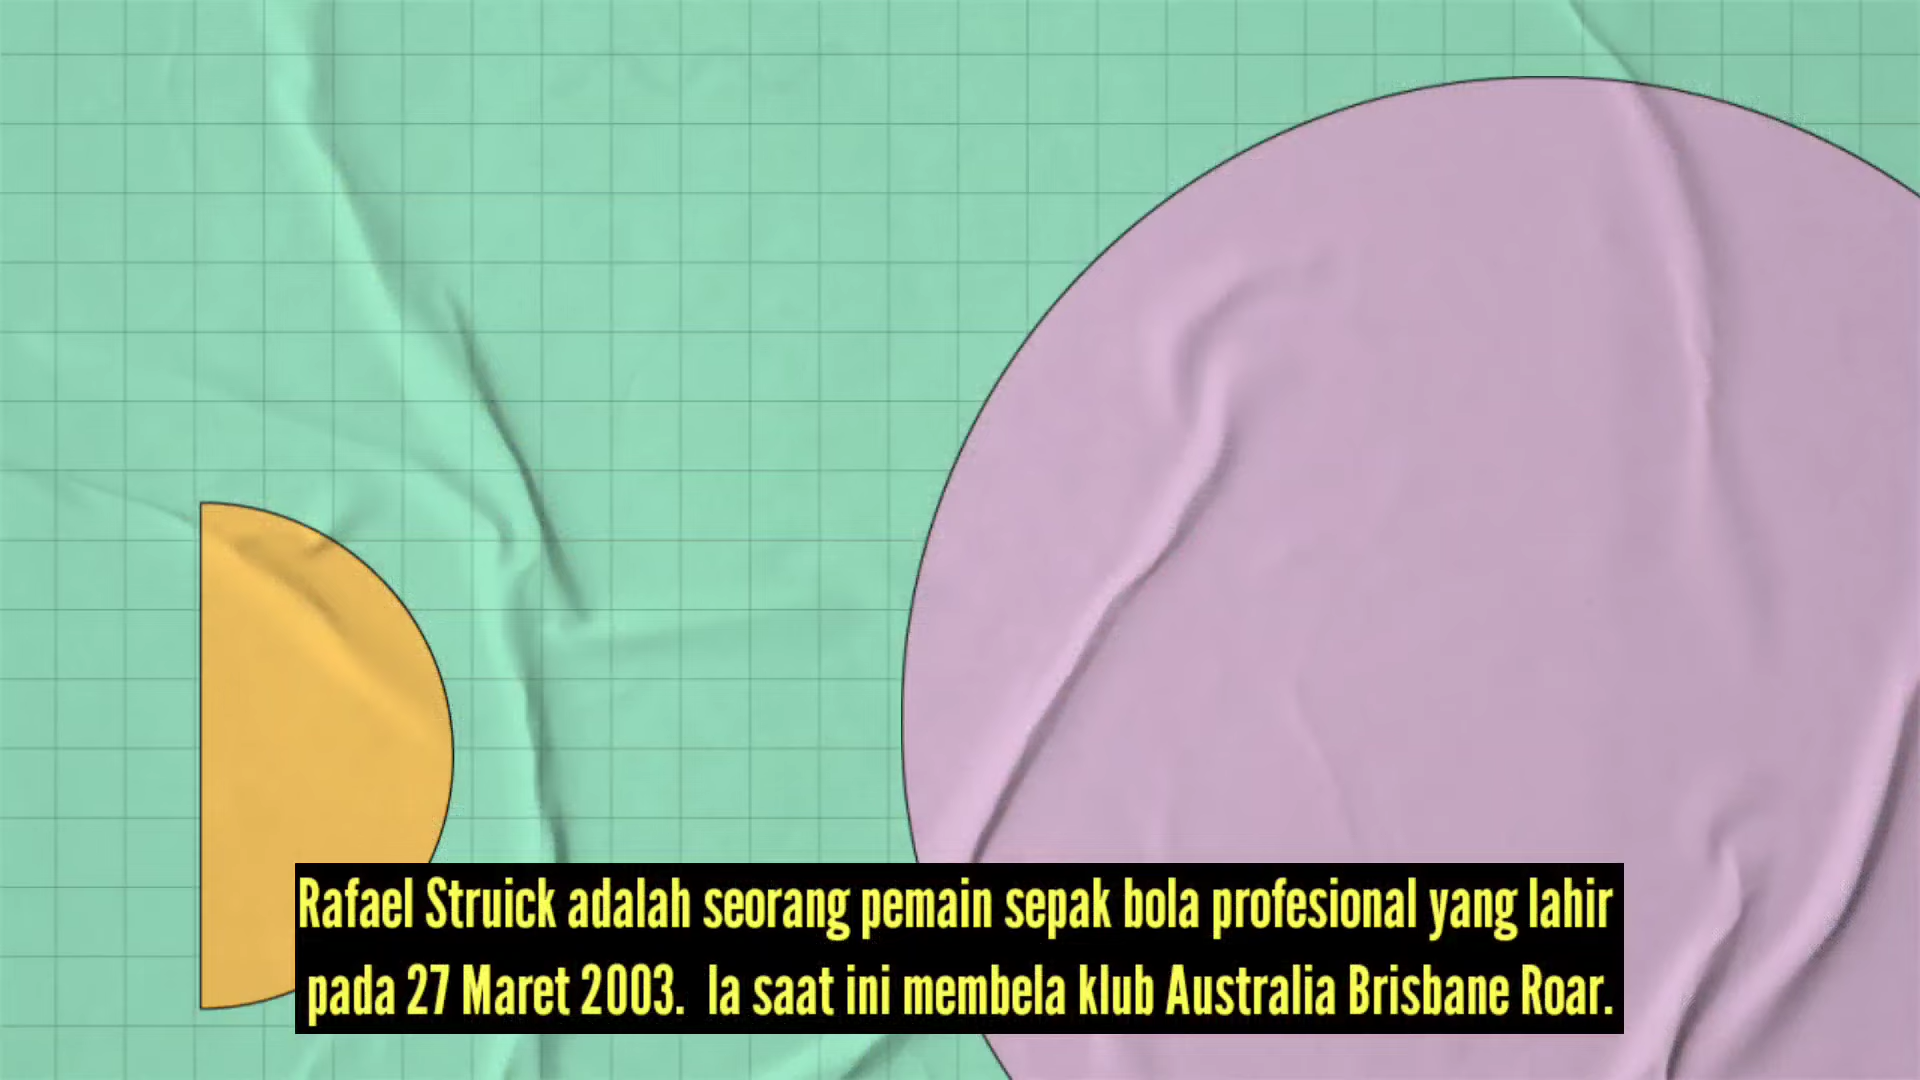 Rafael Struick adalah seorang pemain sepak bola profesional yang lahir
pada 27 Maret 2003.  Ia saat ini membela klub Australia Brisbane Roar.